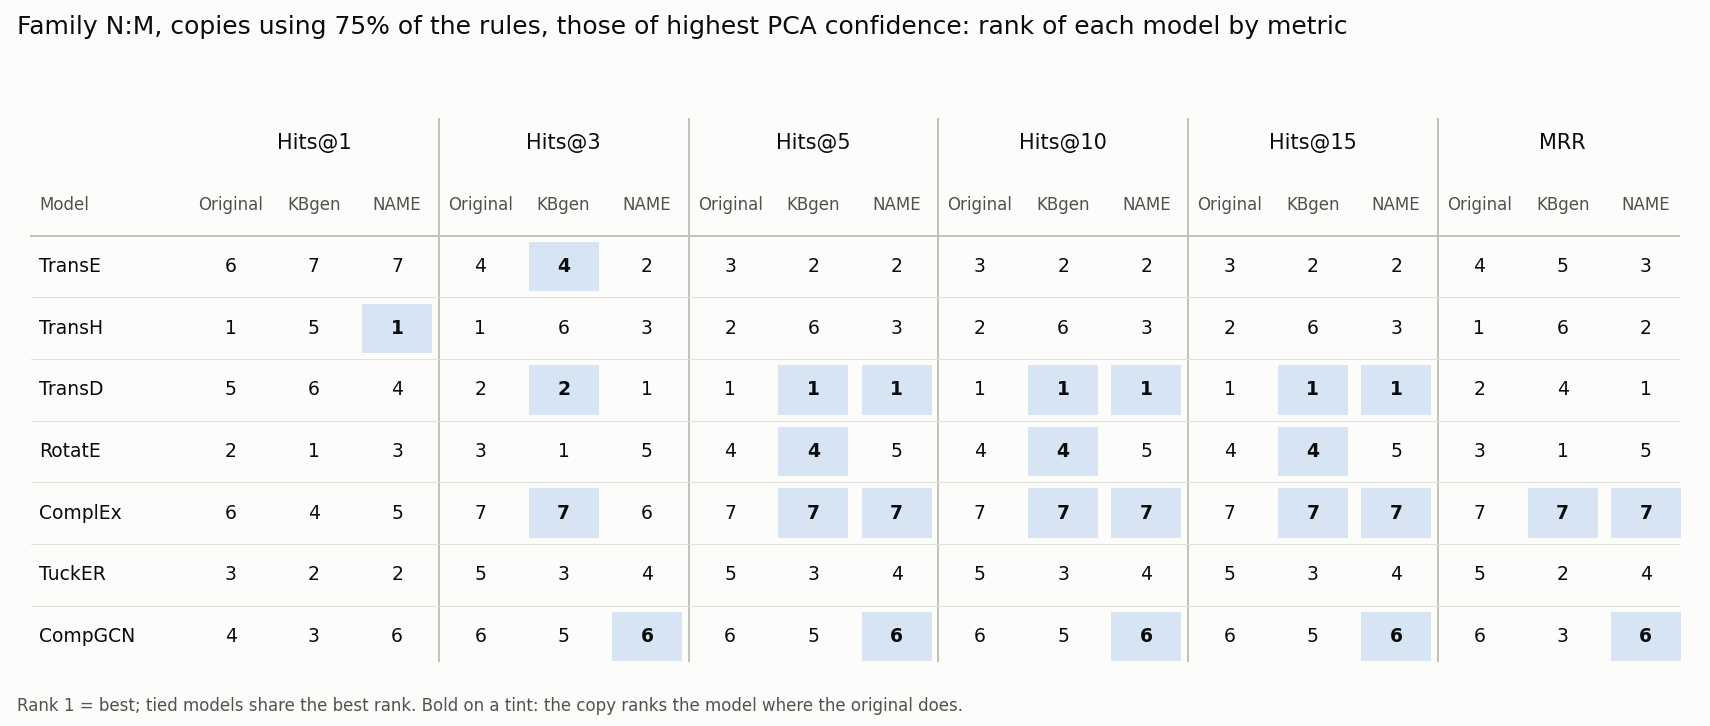 Family N:M, copies using 75% of the rules, those of highest PCA confidence: rank of each model by metric
Hits@1 Hits@3 Hits@5 Hits@10 Hits@15 MRR
Model Original KBgen NAME Original KBgen NAME Original KBgen NAME Original KBgen NAME Original KBgen NAME Original KBgen NAME
TransE 6 7 7 4 4 2 3 2 2 3 2 2 3 2 2 4 5 3
TransH 1 5 1 1 6 3 2 6 3 2 6 3 2 6 3 1 6 2
TransD 5 6 4 2 2 1 1 1 1 1 1 1 1 1 1 2 4 1
RotatE 2 1 3 3 1 5 4 4 5 4 4 5 4 4 5 3 1 5
ComplEx 6 4 5 7 7 6 7 7 7 7 7 7 7 7 7 7 7 7
TuckER 3 2 2 5 3 4 5 3 4 5 3 4 5 3 4 5 2 4
CompGCN 4 3 6 6 5 6 6 5 6 6 5 6 6 5 6 6 3 6
Rank 1 = best; tied models share the best rank. Bold on a tint: the copy ranks the model where the original does.